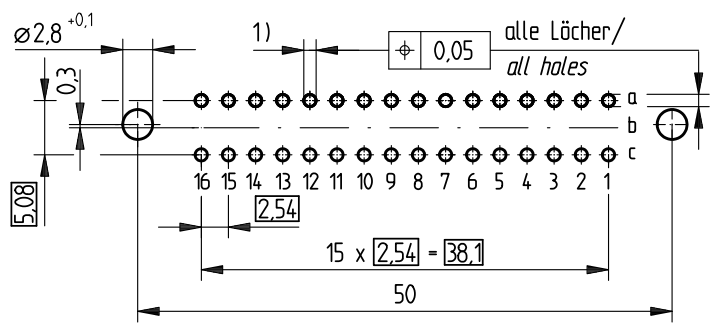 ⌀2,8 +0,1
1)
⌖ 0,05
alle Löcher/
all holes
0,3
a
b
c
5,08
16 15 14 13 12 11 10 9 8 7 6 5 4 3 2 1
2,54
15 x 2,54 = 38,1
50